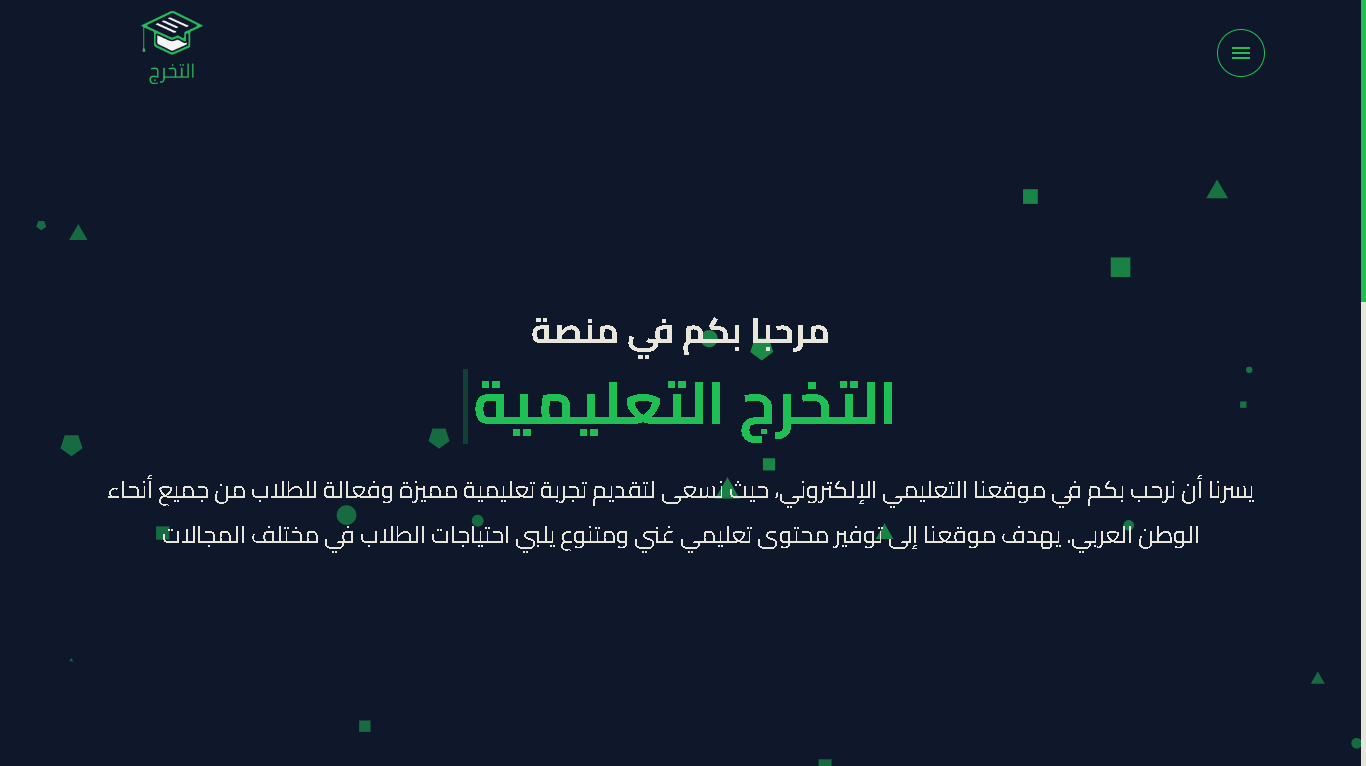 التخرج
مرحبا بكم في منصة
التخرج التعليمية
يسرنا أن نرحب بكم في موقعنا التعليمي الإلكتروني، حيث نسعى لتقديم تجربة تعليمية مميزة وفعالة للطلاب من جميع أنحاء
الوطن العربي. يهدف موقعنا إلى توفير محتوى تعليمي غني ومتنوع يلبي احتياجات الطلاب في مختلف المجالات